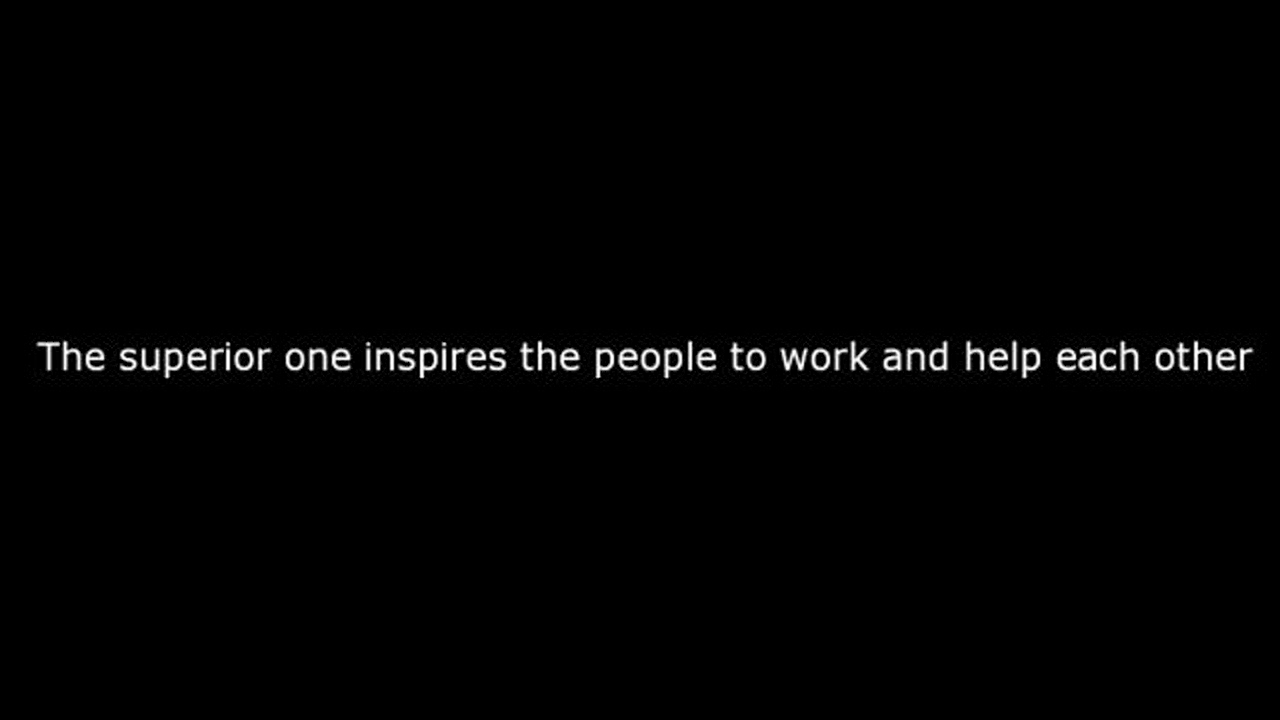 The superior one inspires the people to work and help each other